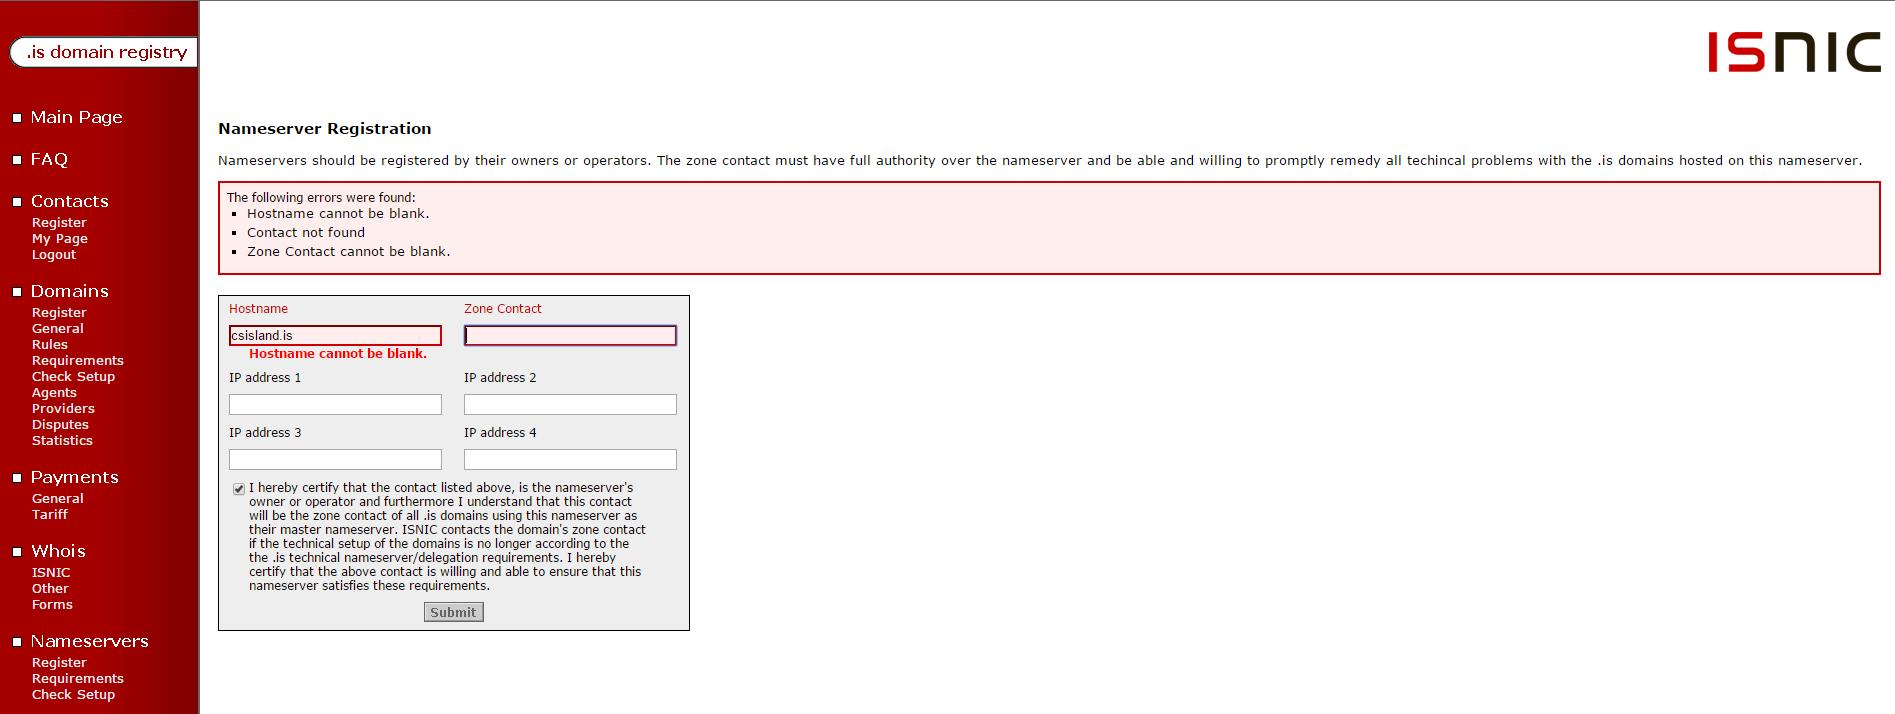 .is domain registry
Main Page
FAQ
Contacts
Register
My Page
Logout
Domains
Register
General
Rules
Requirements
Check Setup
Agents
Providers
Disputes
Statistics
Payments
General
Tariff
Whois
ISNIC
Other
Forms
Nameservers
Register
Requirements
Check Setup
ISNIC
Nameserver Registration
Nameservers should be registered by their owners or operators. The zone contact must have full authority over the nameserver and be able and willing to promptly remedy all techincal problems with the .is domains hosted on this nameserver.
The following errors were found:
Hostname cannot be blank.
Contact not found
Zone Contact cannot be blank.
Hostname Zone Contact
csisland.is
Hostname cannot be blank.
IP address 1 IP address 2
IP address 3 IP address 4
I hereby certify that the contact listed above, is the nameserver's
owner or operator and furthermore I understand that this contact
will be the zone contact of all .is domains using this nameserver as
their master nameserver. ISNIC contacts the domain's zone contact
if the technical setup of the domains is no longer according to the
the .is technical nameserver/delegation requirements. I hereby
certify that the above contact is willing and able to ensure that this
nameserver satisfies these requirements.
Submit